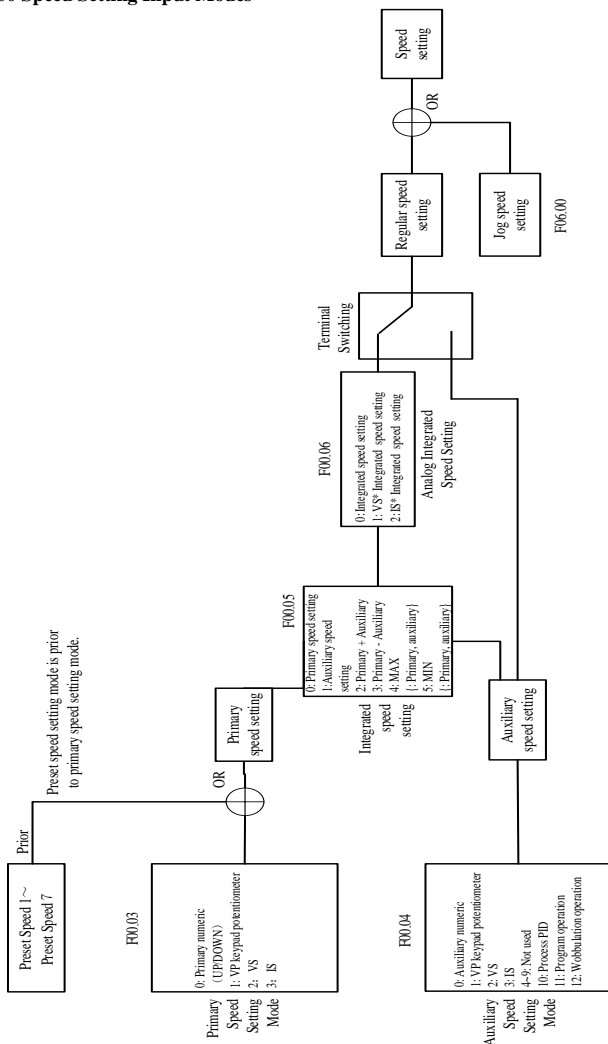 Speed Setting Input Modes
Preset Speed 1～
Preset Speed 7
Prior
Preset speed setting mode is prior
to primary speed setting mode.
F00.03
Primary
Speed
Setting
Mode
0: Primary numeric
(UP/DOWN)
1: VP keypad potentiometer
2: VS
3: IS
OR
Primary
speed setting
F00.04
Auxiliary
Speed
Setting
Mode
0: Auxiliary numeric
1: VP keypad potentiometer
2: VS
3: IS
4~9: Not used
10: Process PID
11: Program operation
12: Wobbulation operation
Auxiliary
speed setting
F00.05
0: Primary speed setting
1:Auxiliary speed
setting
2: Primary + Auxiliary
3: Primary - Auxiliary
4: MAX
{: Primary, auxiliary}
5: MIN
{: Primary, auxiliary}
Integrated
speed
setting
F00.06
0: Integrated speed setting
1: VS* Integrated speed setting
2: IS* Integrated speed setting
Analog Integrated
Speed Setting
Terminal
Switching
Regular speed
setting
Jog speed
setting
F06.00
OR
Speed
setting